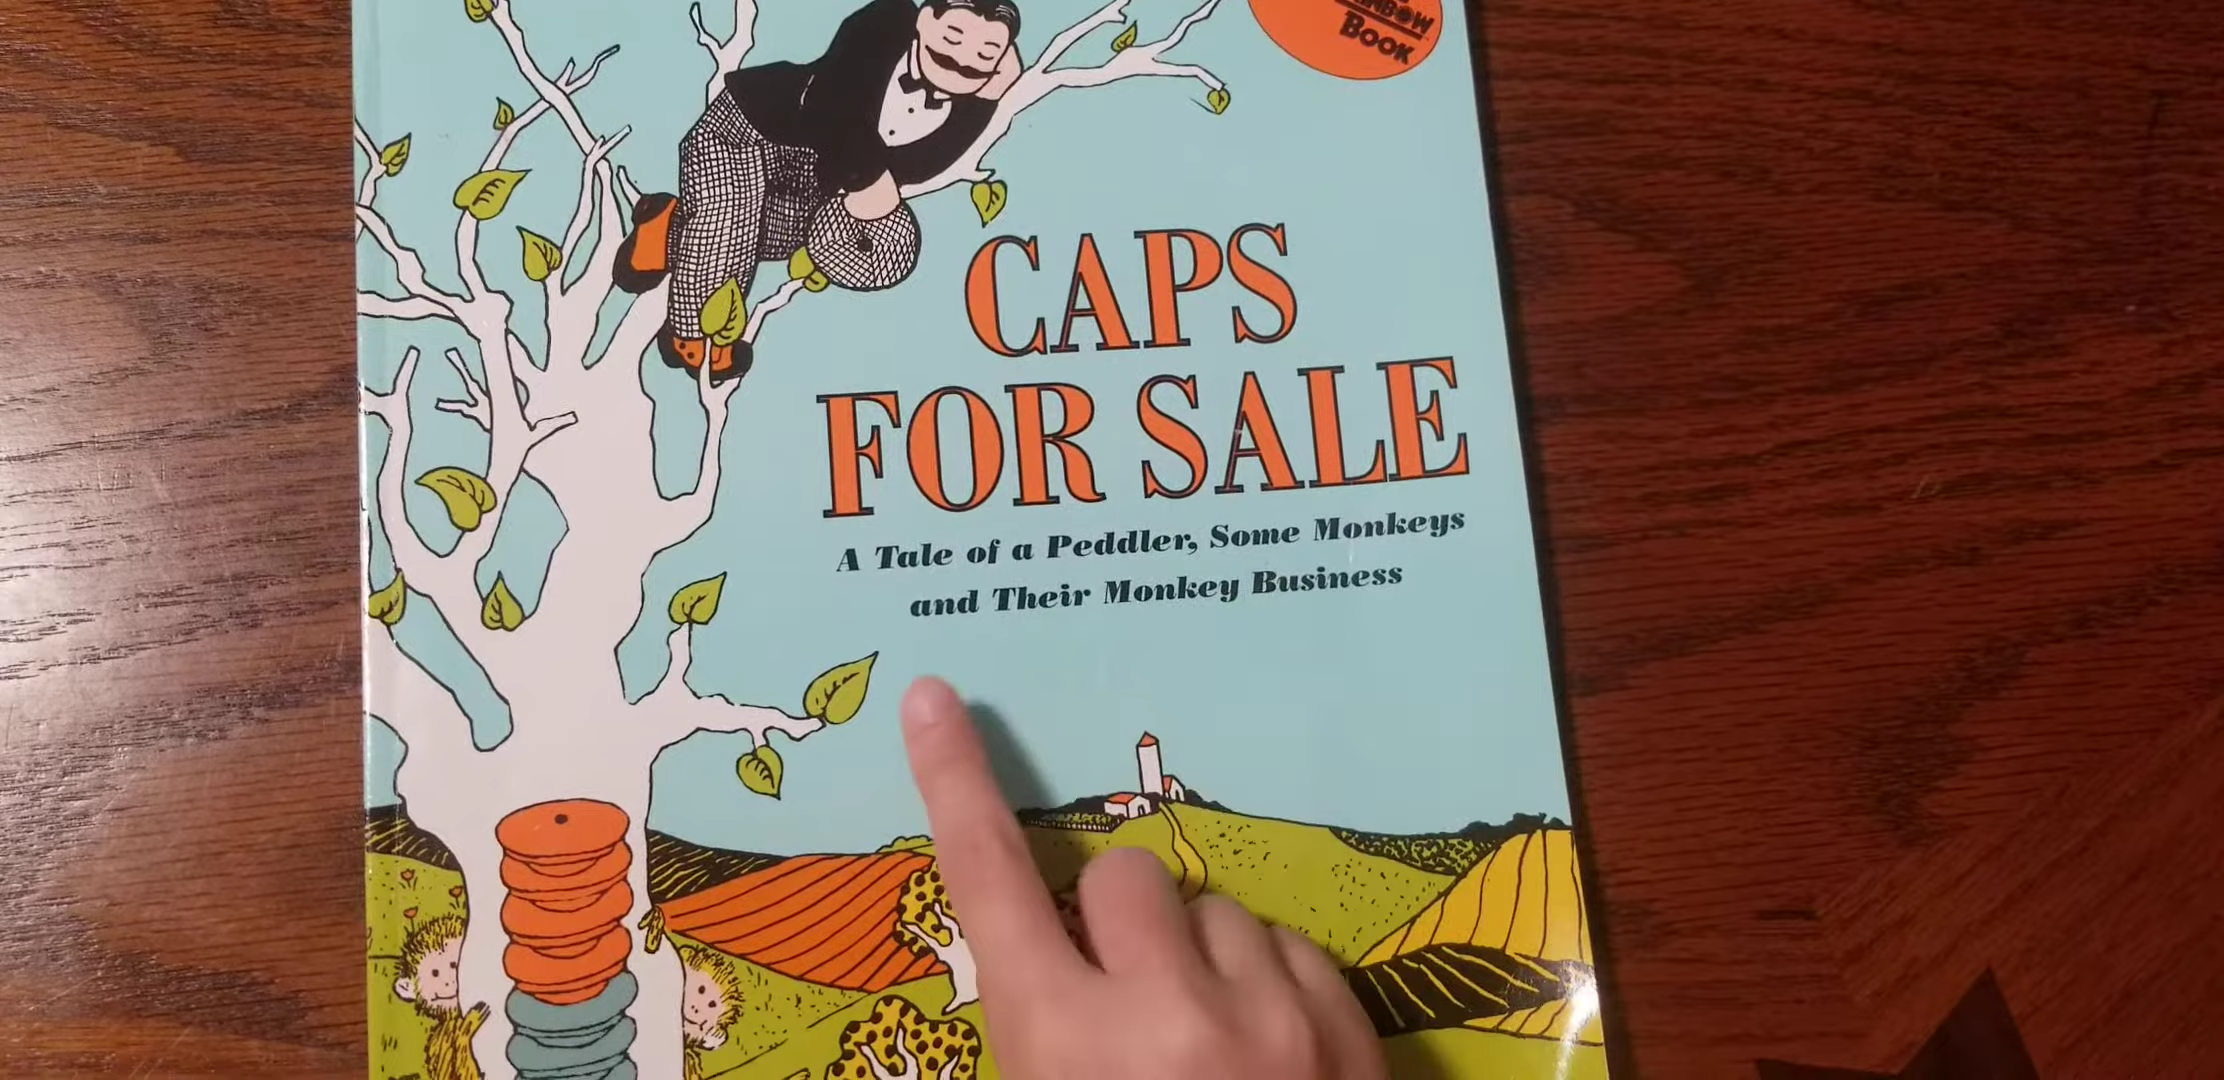 Book
CAPS
FOR SALE
A Tale of a Peddler, Some Monkeys
and Their Monkey Business